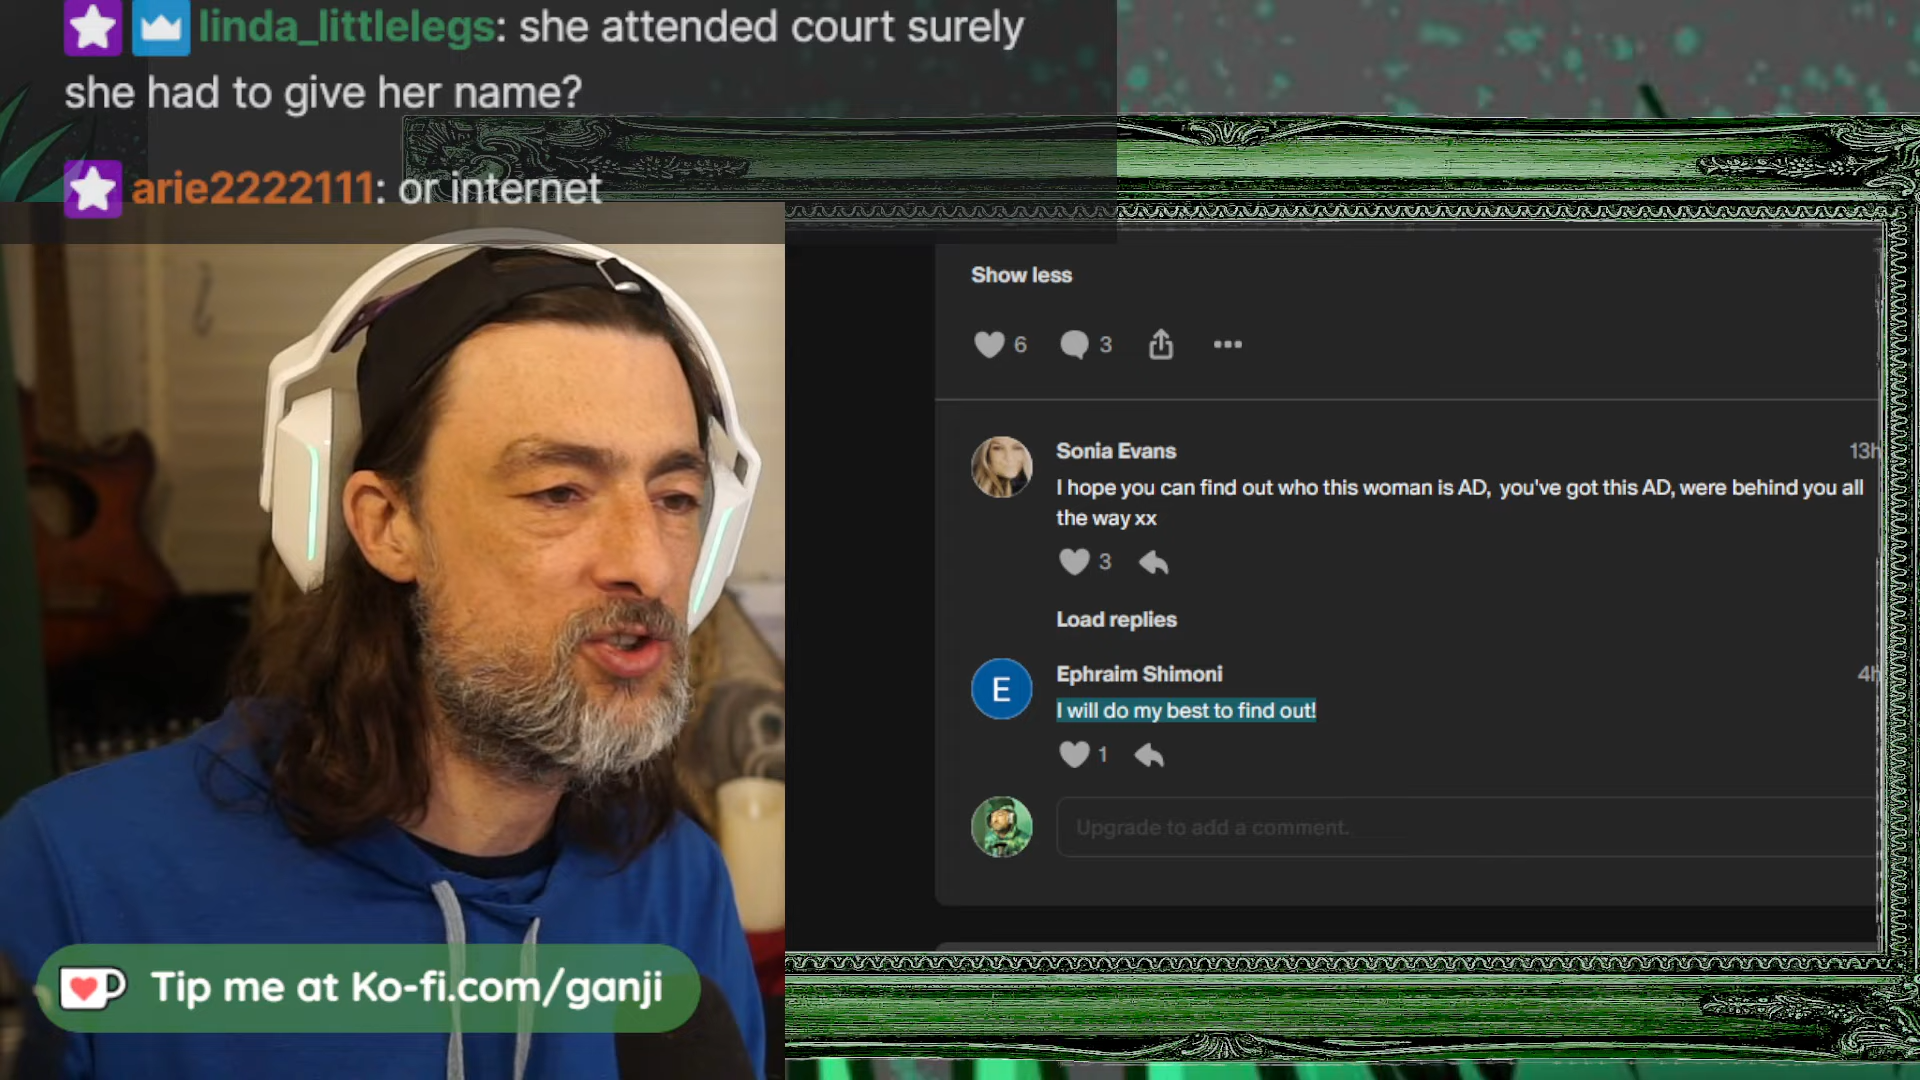 linda_littlelegs: she attended court surely
she had to give her name?
arie2222111: or internet
Show less
6 3
Sonia Evans 13h
I hope you can find out who this woman is AD, you've got this AD, were behind you all
the way xx
3
Load replies
Ephraim Shimoni 4h
E
I will do my best to find out!
1
Upgrade to add a comment.
Tip me at Ko-fi.com/ganji